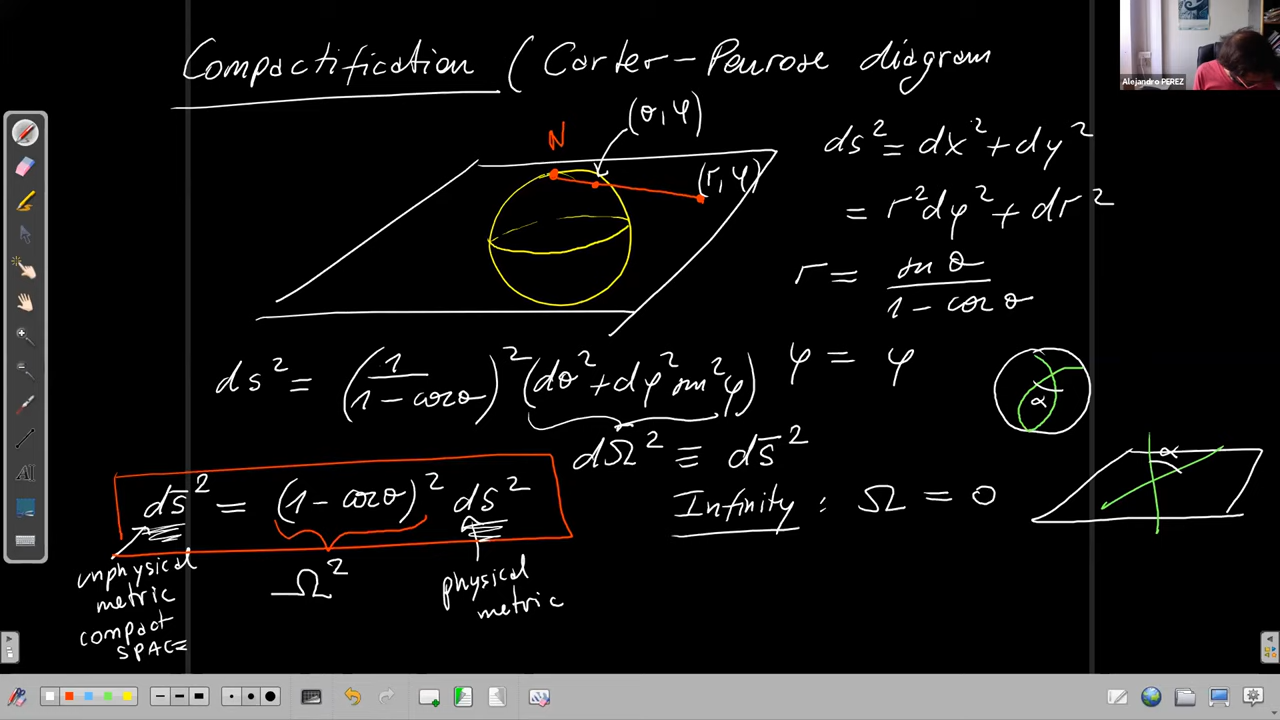 Compactification (Carter-Penrose diagram
Alejandro PEREZ
N
(θ, φ)
(r, φ)
ds² = dx² + dy²
= r²dφ² + dr²
r = sin θ / (1 - cos θ)
φ = φ
ds² = (1 / (1 - cos θ))² (dθ² + dφ² sin² φ)
dΩ² ≡ ds̄²
α
α
ds̄² = (1 - cos θ)² ds²
Infinity : Ω = 0
Ω²
unphysical
metric
compact
SPACE
physical
metric